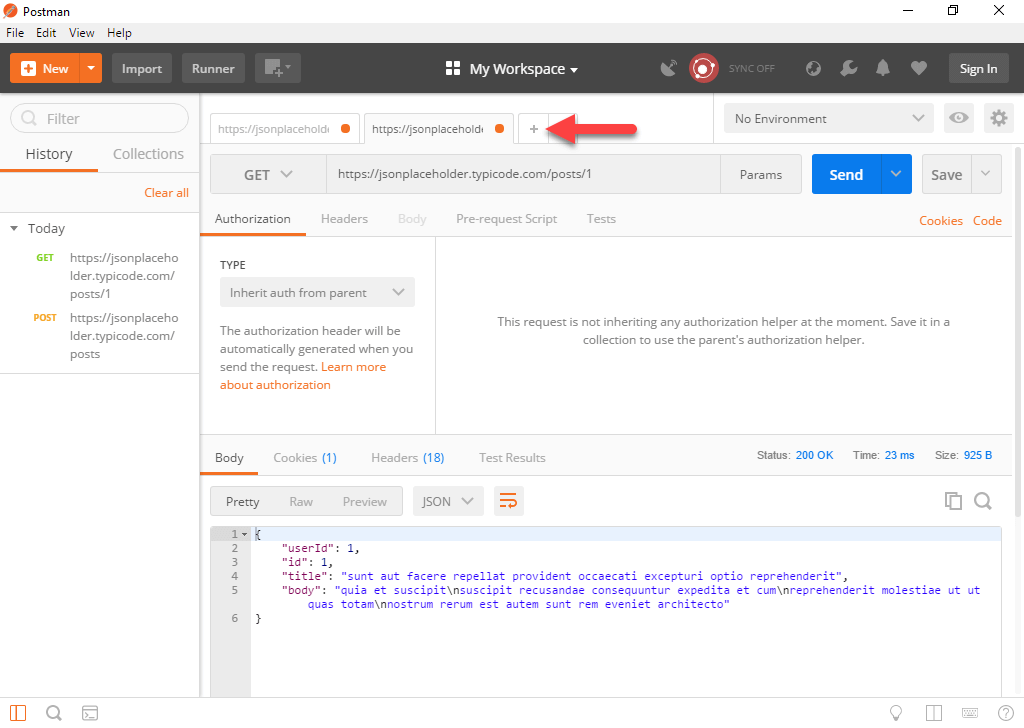 Postman
File Edit View Help
New Import Runner My Workspace SYNC OFF Sign In
Filter
History Collections
Clear all
Today
GET https://jsonplaceho
lder.typicode.com/
posts/1
POST https://jsonplaceho
lder.typicode.com/
posts
https://jsonplaceholde https://jsonplaceholde + No Environment
GET https://jsonplaceholder.typicode.com/posts/1 Params Send Save
Authorization Headers Body Pre-request Script Tests Cookies Code
TYPE
Inherit auth from parent
The authorization header will be
automatically generated when you
send the request. Learn more
about authorization
This request is not inheriting any authorization helper at the moment. Save it in a
collection to use the parent's authorization helper.
Body Cookies (1) Headers (18) Test Results Status: 200 OK Time: 23 ms Size: 925 B
Pretty Raw Preview JSON
1 {
2 "userId": 1,
3 "id": 1,
4 "title": "sunt aut facere repellat provident occaecati excepturi optio reprehenderit",
5 "body": "quia et suscipit\nsuscipit recusandae consequuntur expedita et cum\nreprehenderit molestiae ut ut
quas totam\nnostrum rerum est autem sunt rem eveniet architecto"
6 }